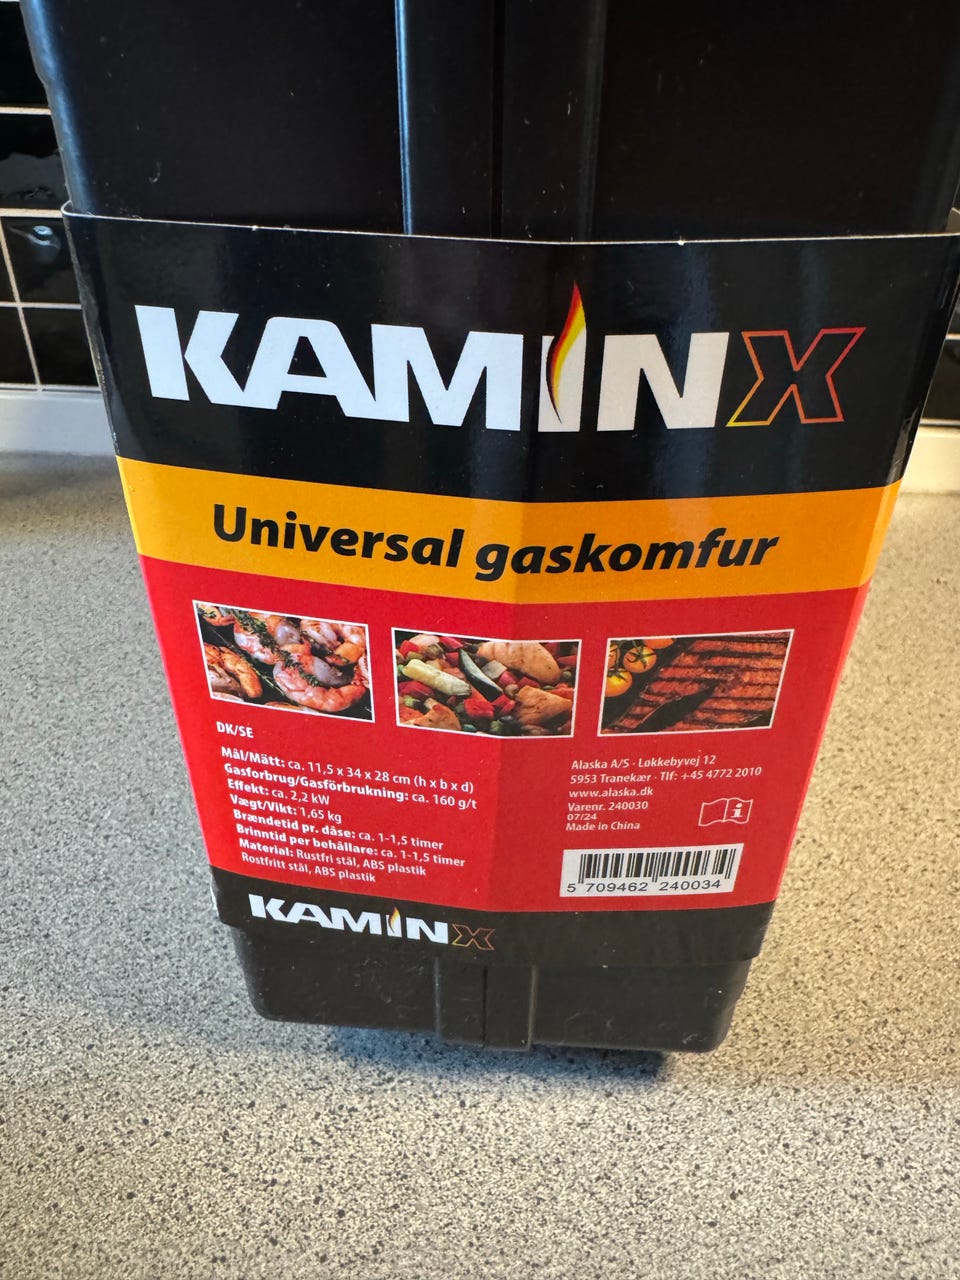 KAMINX
Universal gaskomfur
DK/SE
Mål/Mätt: ca. 11,5 x 34 x 28 cm (h x b x d)
Gasforbrug/Gasförbrukning: ca. 160 g/t
Effekt: ca. 2,2 kW
Vægt/Vikt: 1,65 kg
Brændetid pr. dåse: ca. 1-1,5 timer
Brinntid per behållare: ca. 1-1,5 timer
Material: Rustfri stål, ABS plastik
Rostfritt stål, ABS plastik
Alaska A/S · Løkkebyvej 12
5953 Tranekær · Tlf: +45 4772 2010
www.alaska.dk
Varenr. 240030
07/24
Made in China
i
5 709462 240034
KAMINX